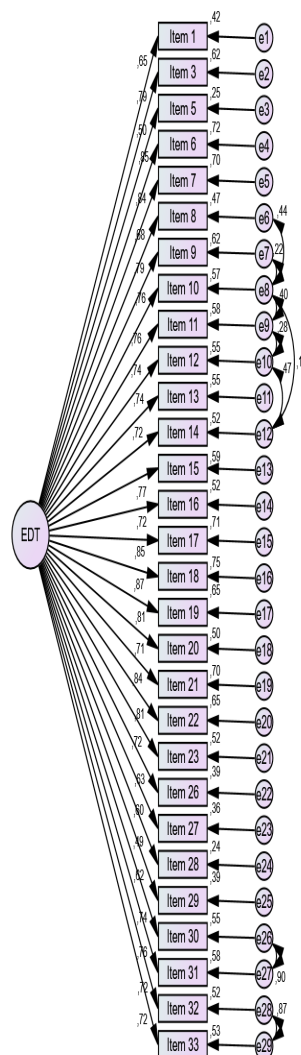 ,42
,65
Item 1
e1
,62
,79
Item 3
e2
,25
,50
Item 5
e3
,72
,85
Item 6
e4
,70
,84
Item 7
e5
,47
,68
Item 8
e6
,44
,62
,79
Item 9
e7
,22
,57
,76
Item 10
e8
,40
,58
,76
Item 11
e9
,28
,55
,74
Item 12
e10
,47
,55
,74
Item 13
e11
,52
,72
Item 14
e12
,59
,77
Item 15
e13
,52
,72
Item 16
e14
,71
,85
Item 17
e15
EDT
,75
,87
Item 18
e16
,65
,81
Item 19
e17
,50
,71
Item 20
e18
,70
,84
Item 21
e19
,65
,81
Item 22
e20
,52
,72
Item 23
e21
,39
,63
Item 26
e22
,36
,60
Item 27
e23
,24
,49
Item 28
e24
,39
,62
Item 29
e25
,55
,74
Item 30
e26
,58
,76
Item 31
e27
,90
,52
,72
Item 32
e28
,87
,53
,72
Item 33
e29